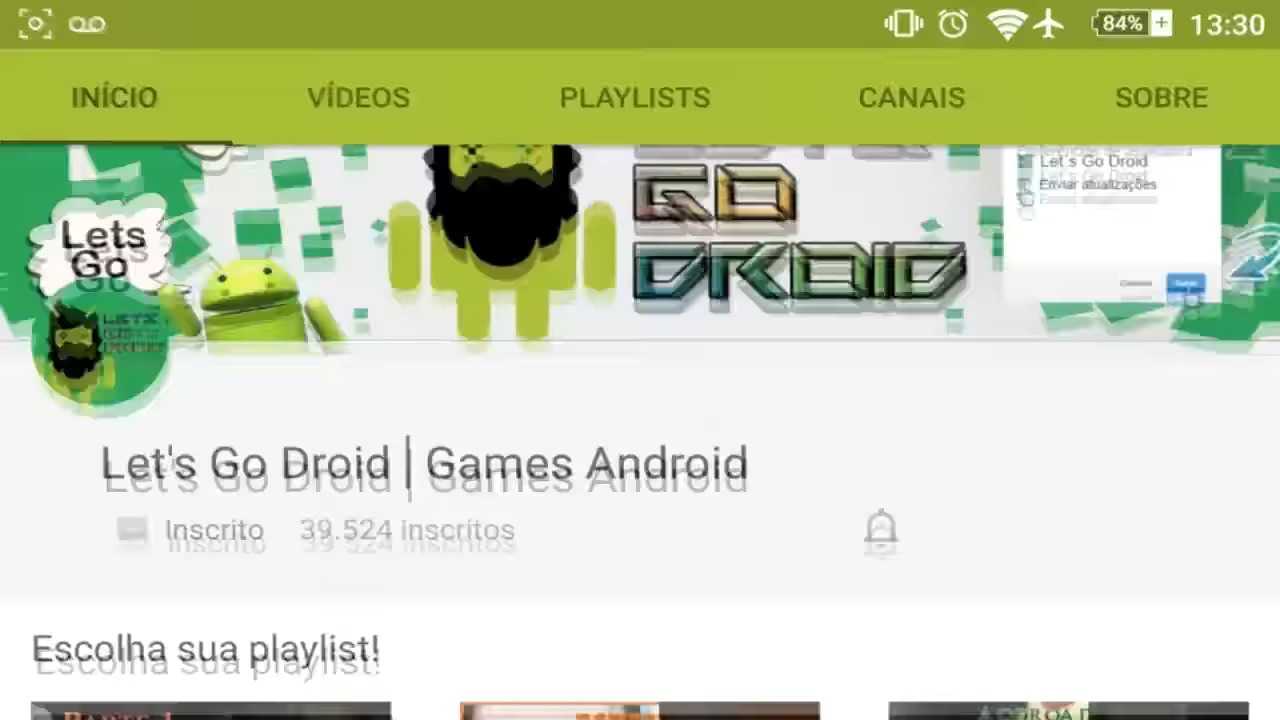 84% 13:30
INÍCIO VÍDEOS PLAYLISTS CANAIS SOBRE
Let's Go Droid
Enviar atualizações
GO
DROID
Lets
Go
Let's Go Droid | Games Android
Inscrito 39.524 inscritos
Escolha sua playlist!